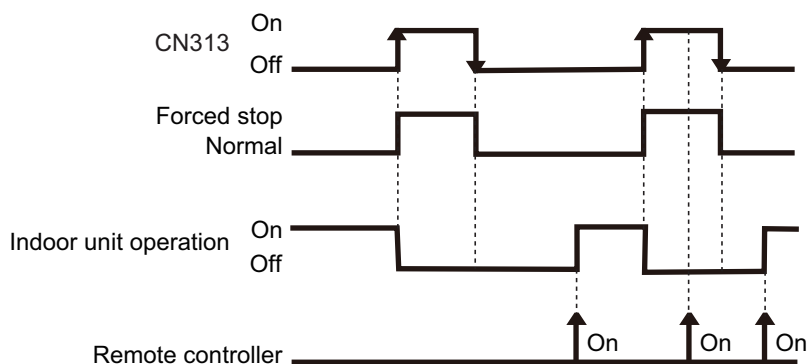 On
CN313
Off
Forced stop
Normal
On
Indoor unit operation
Off
On
On
On
Remote controller